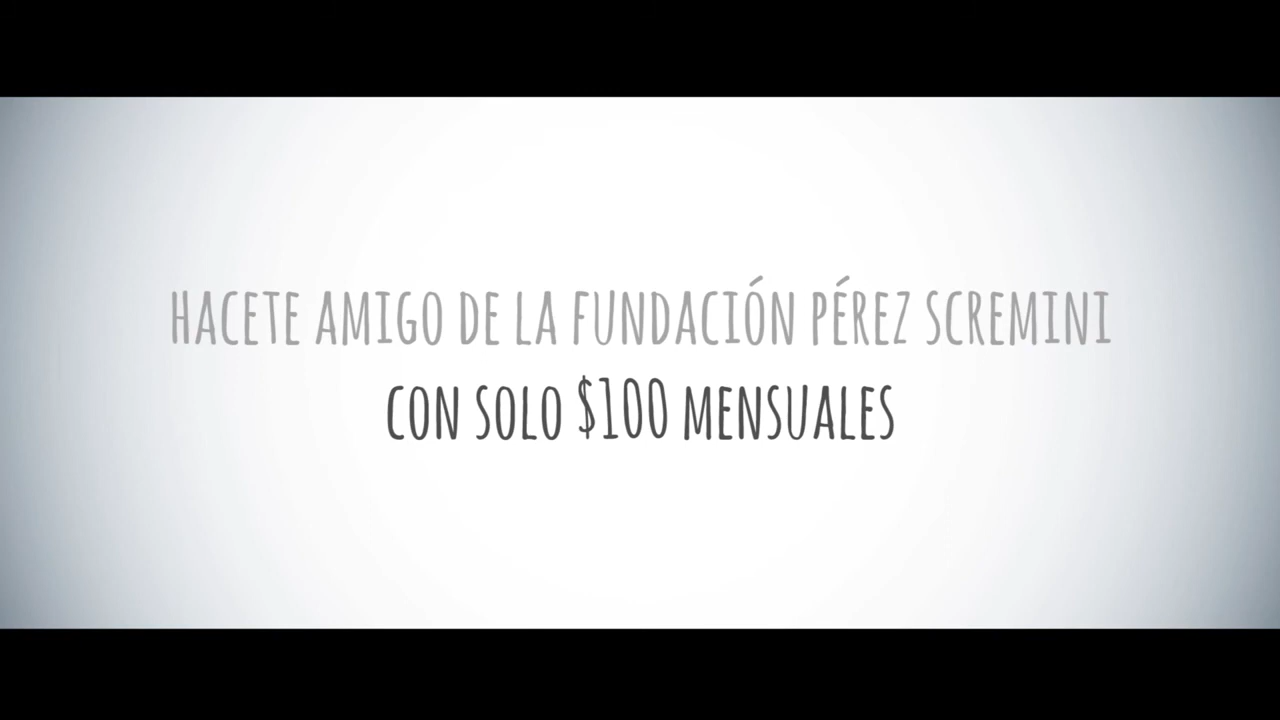 HACETE AMIGO DE LA FUNDACIÓN PÉREZ SCREMINI
CON SOLO $100 MENSUALES